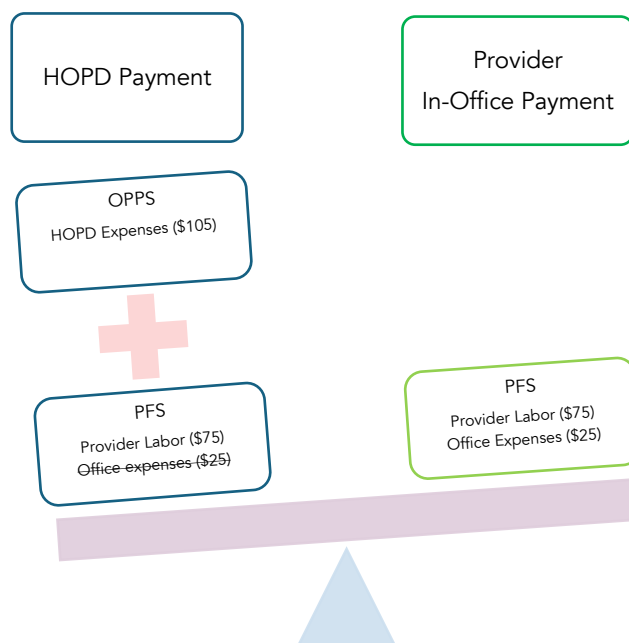 HOPD Payment
Provider
In-Office Payment
OPPS
HOPD Expenses ($105)
PFS
Provider Labor ($75)
Office expenses ($25)
PFS
Provider Labor ($75)
Office Expenses ($25)